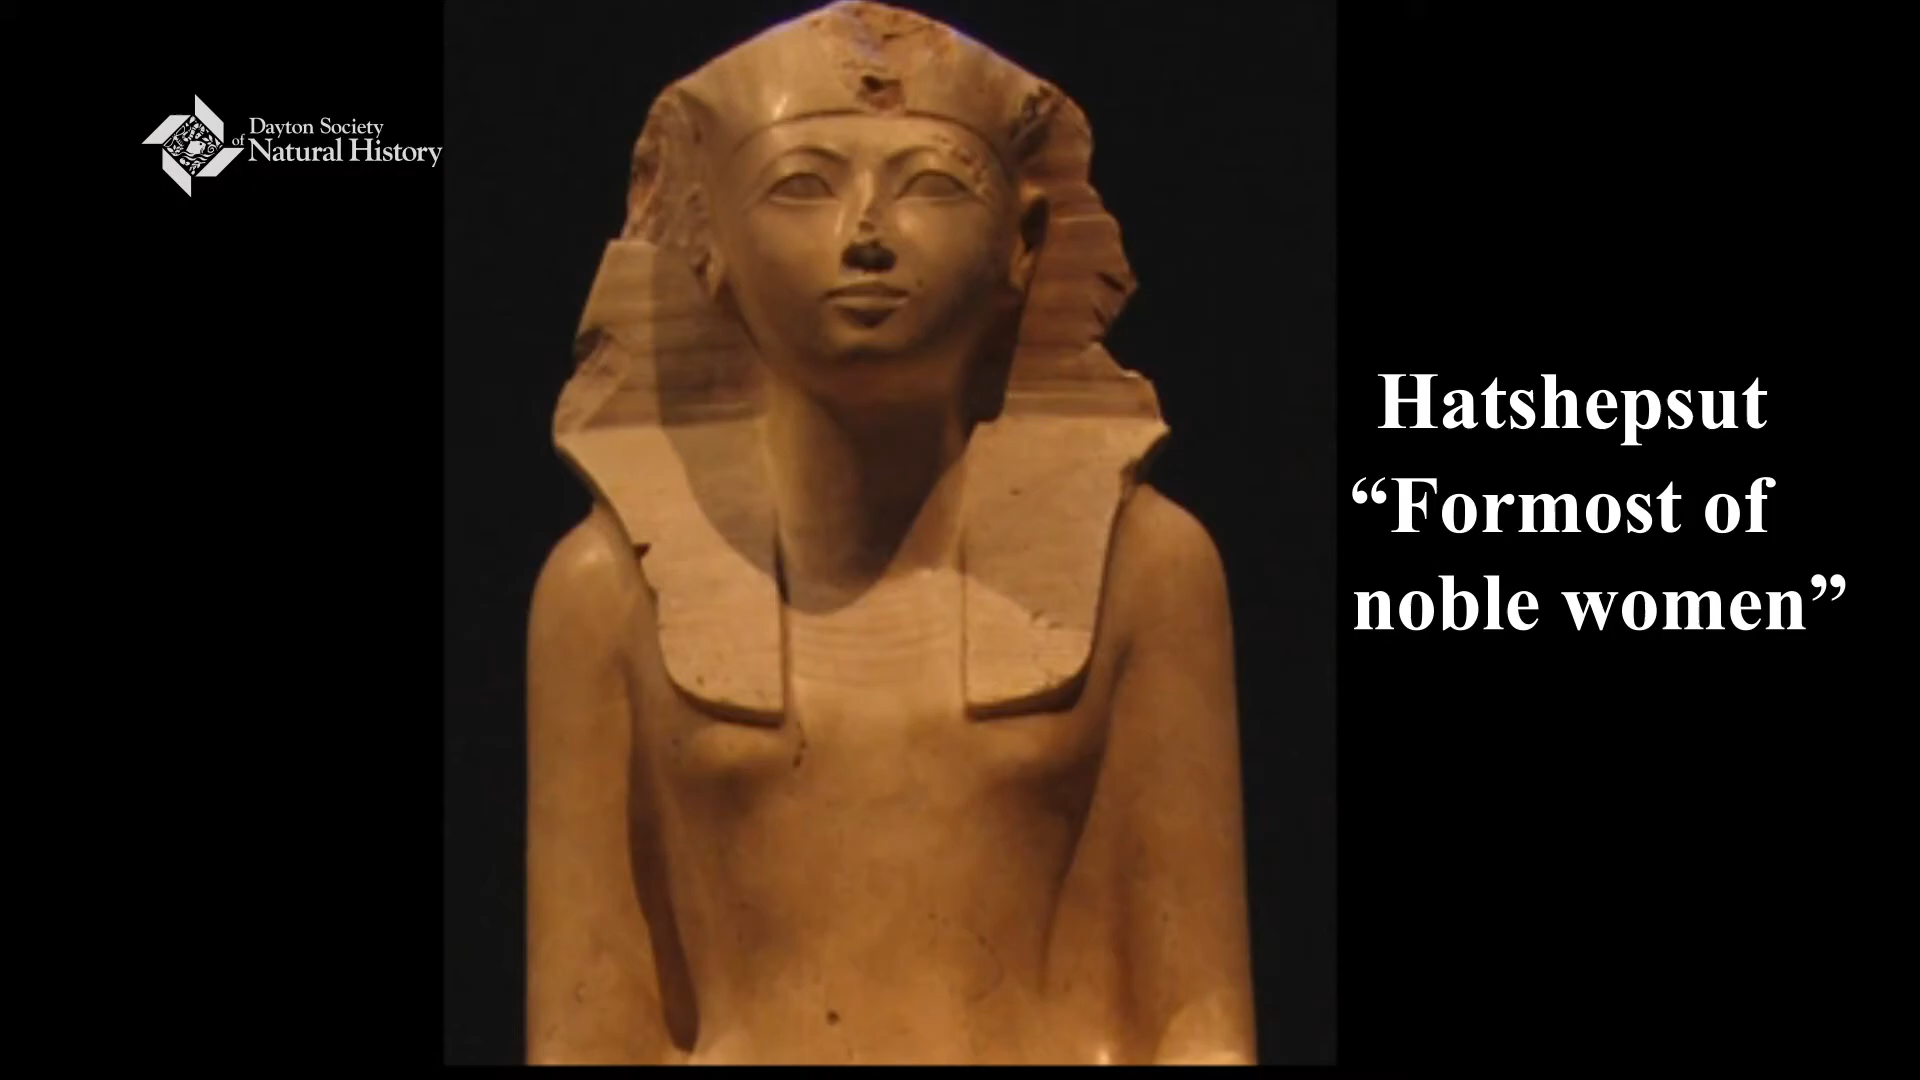 Dayton Society
of Natural History
Hatshepsut
“Formost of
noble women”